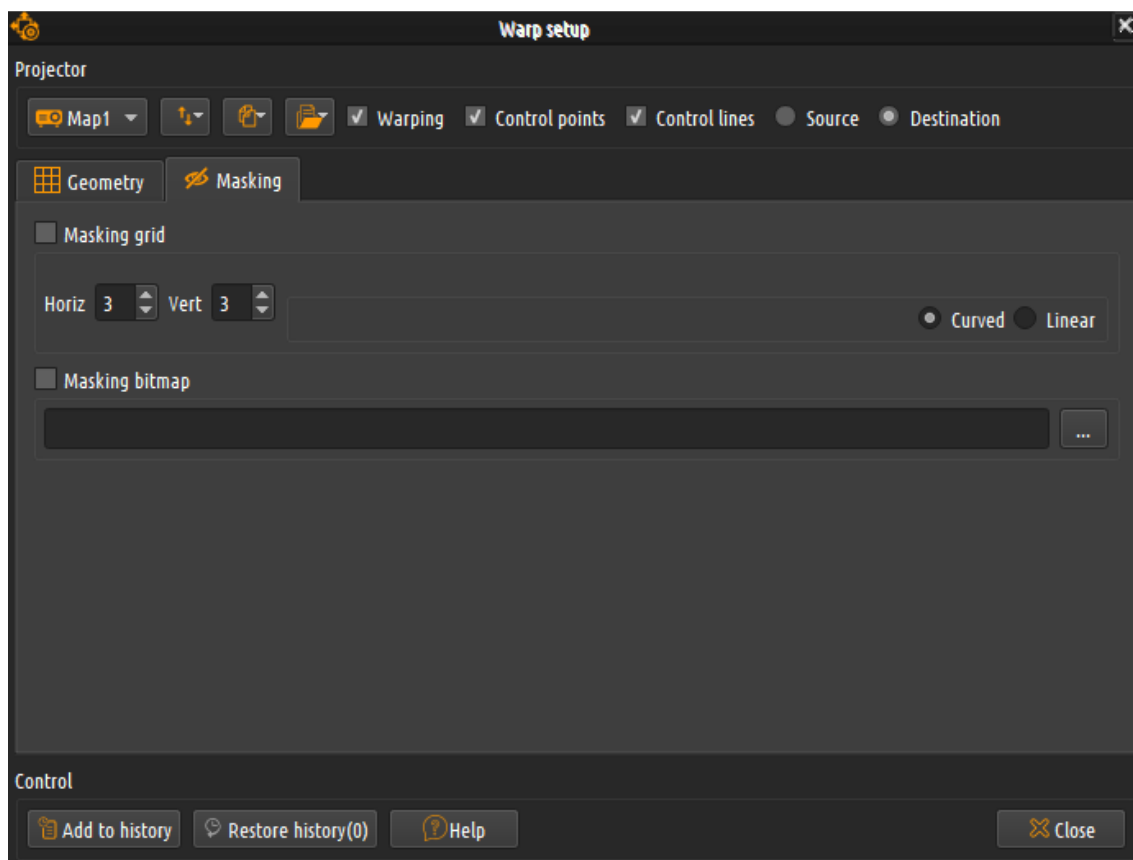 Warp setup
Projector
Map1 Warping Control points Control lines Source Destination
Geometry Masking
Masking grid
Horiz 3 Vert 3
Curved Linear
Masking bitmap
...
Control
Add to history Restore history(0) Help Close